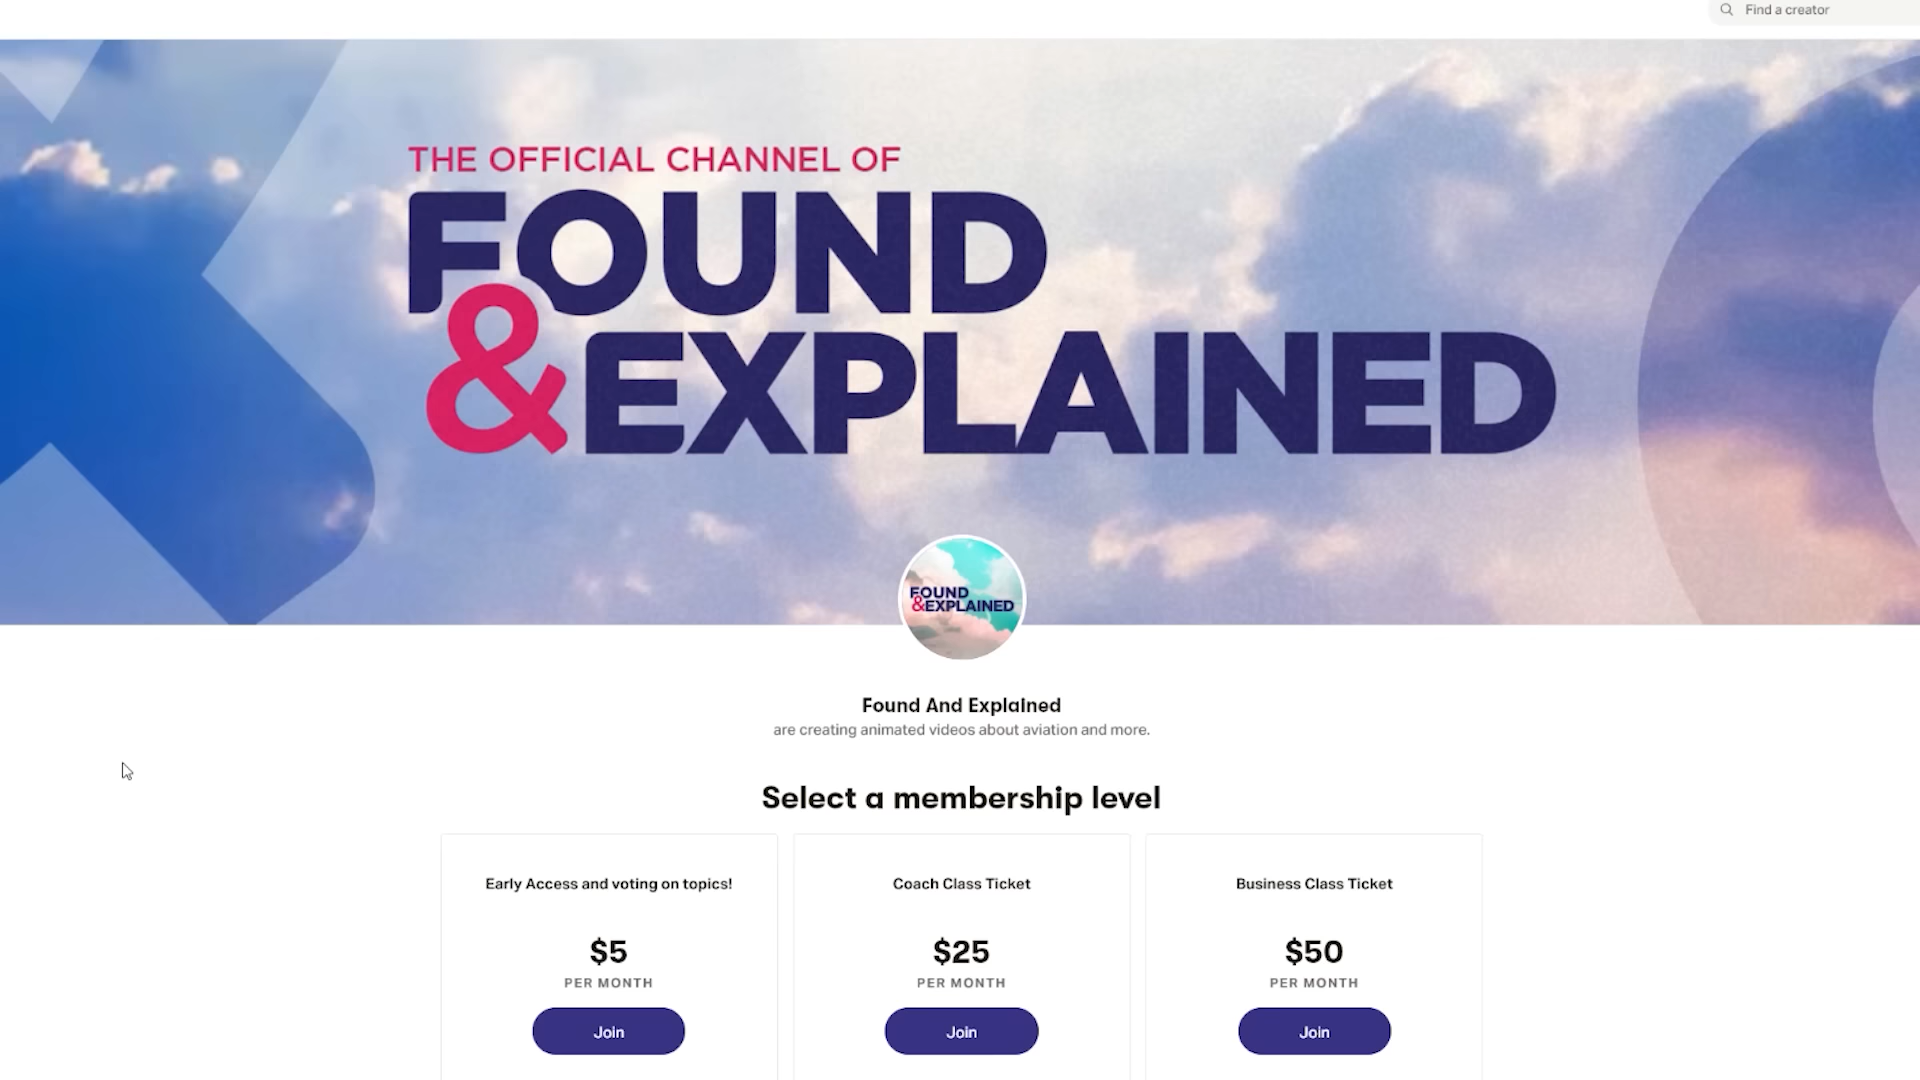 Find a creator
THE OFFICIAL CHANNEL OF
FOUND
&EXPLAINED
FOUND
&EXPLAINED
Found And Explained
are creating animated videos about aviation and more.
Select a membership level
Early Access and voting on topics!
$5
PER MONTH
Join
Coach Class Ticket
$25
PER MONTH
Join
Business Class Ticket
$50
PER MONTH
Join